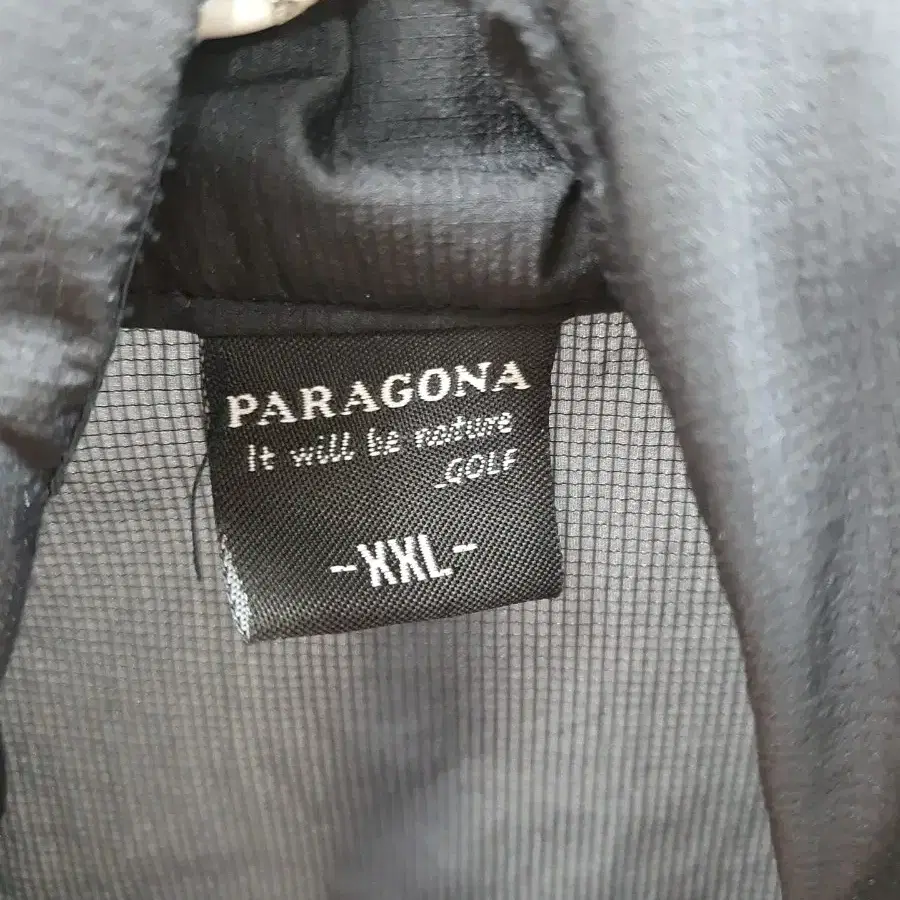 PARAGONA
It will be nature
_GOLF
-XXL-